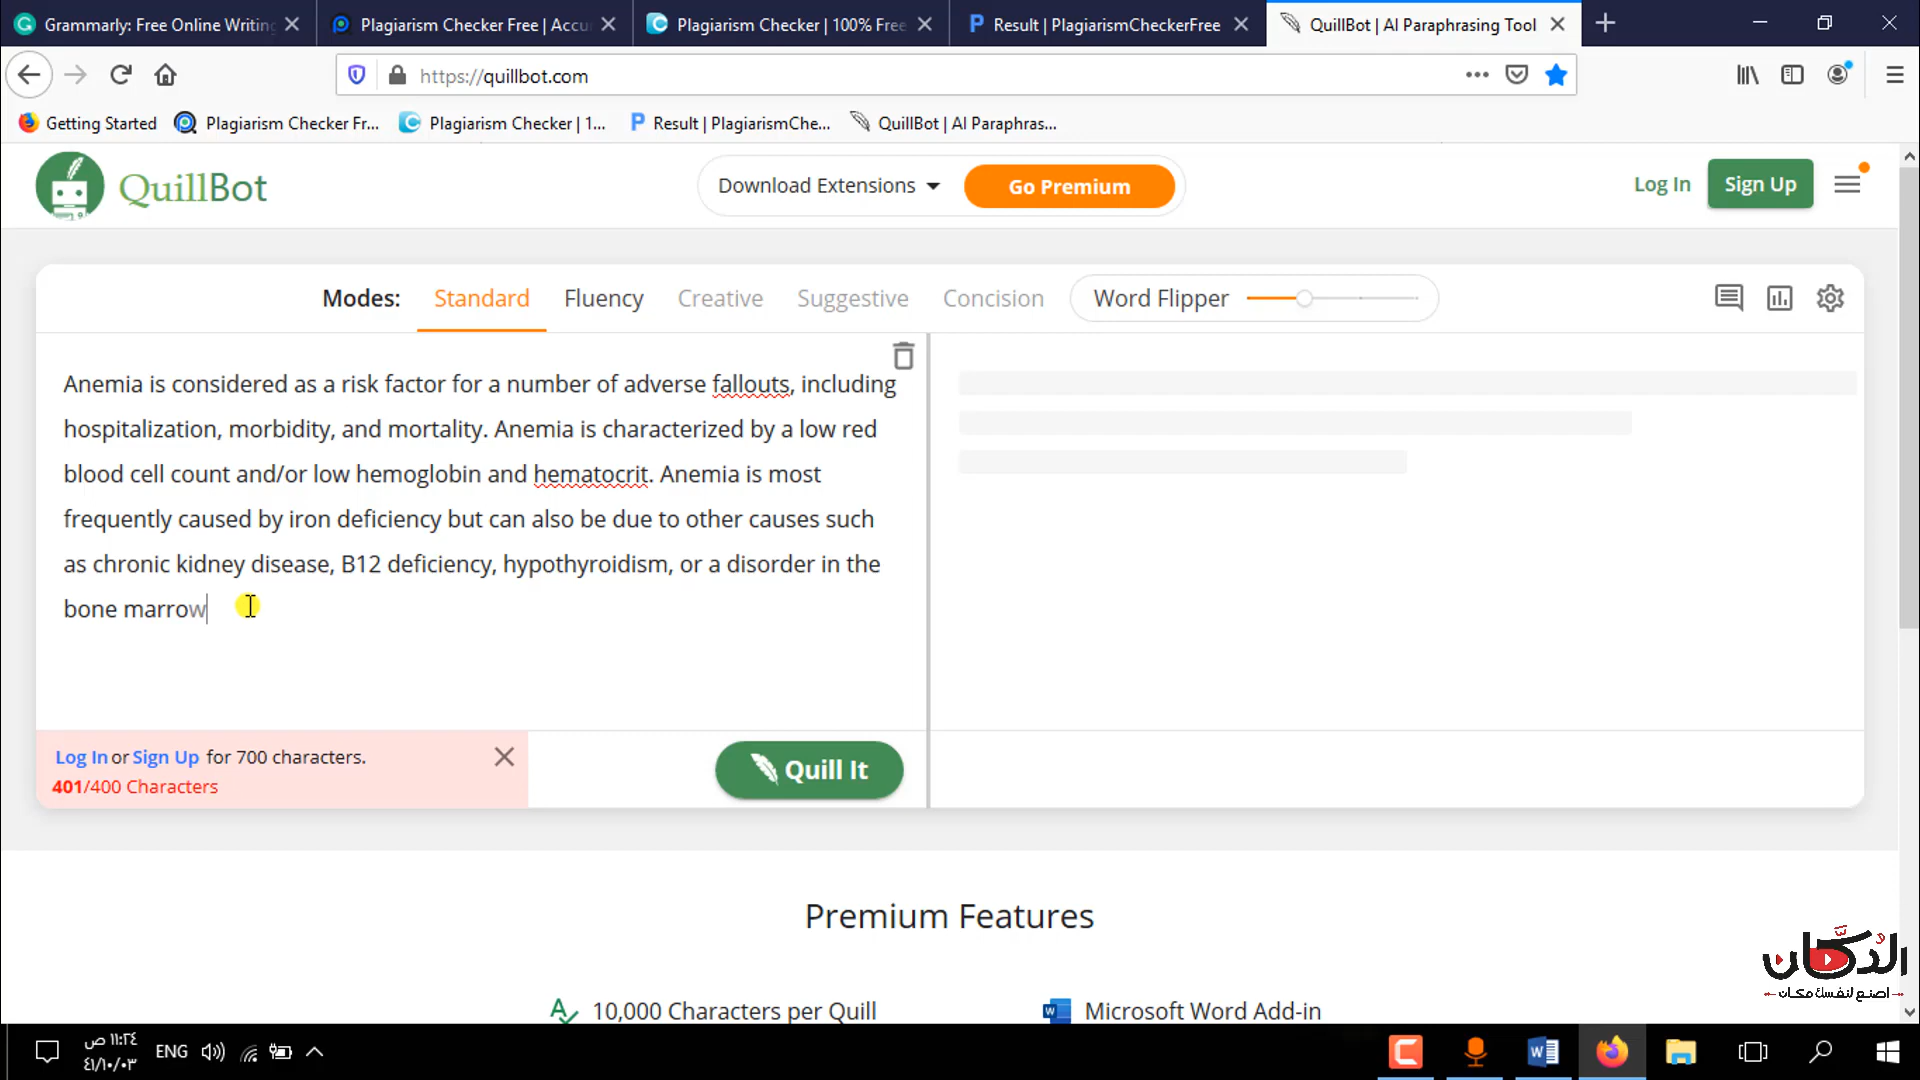 Grammarly: Free Online Writing
Plagiarism Checker Free | Accu
Plagiarism Checker | 100% Free
Result | PlagiarismCheckerFree
QuillBot | AI Paraphrasing Tool
https://quillbot.com
Getting Started
Plagiarism Checker Fr...
Plagiarism Checker | 1...
Result | PlagiarismChe...
QuillBot | AI Paraphras...
QuillBot
Download Extensions
Go Premium
Log In
Sign Up
Modes:
Standard
Fluency
Creative
Suggestive
Concision
Word Flipper
Anemia is considered as a risk factor for a number of adverse fallouts, including
hospitalization, morbidity, and mortality. Anemia is characterized by a low red
blood cell count and/or low hemoglobin and hematocrit. Anemia is most
frequently caused by iron deficiency but can also be due to other causes such
as chronic kidney disease, B12 deficiency, hypothyroidism, or a disorder in the
bone marrow
Log In or Sign Up for 700 characters.
401/400 Characters
Quill It
Premium Features
10,000 Characters per Quill
Microsoft Word Add-in
الدكان
اصنع لنفسك مكان
١١:٢٤ ص
٤١/١٠/٠٣
ENG